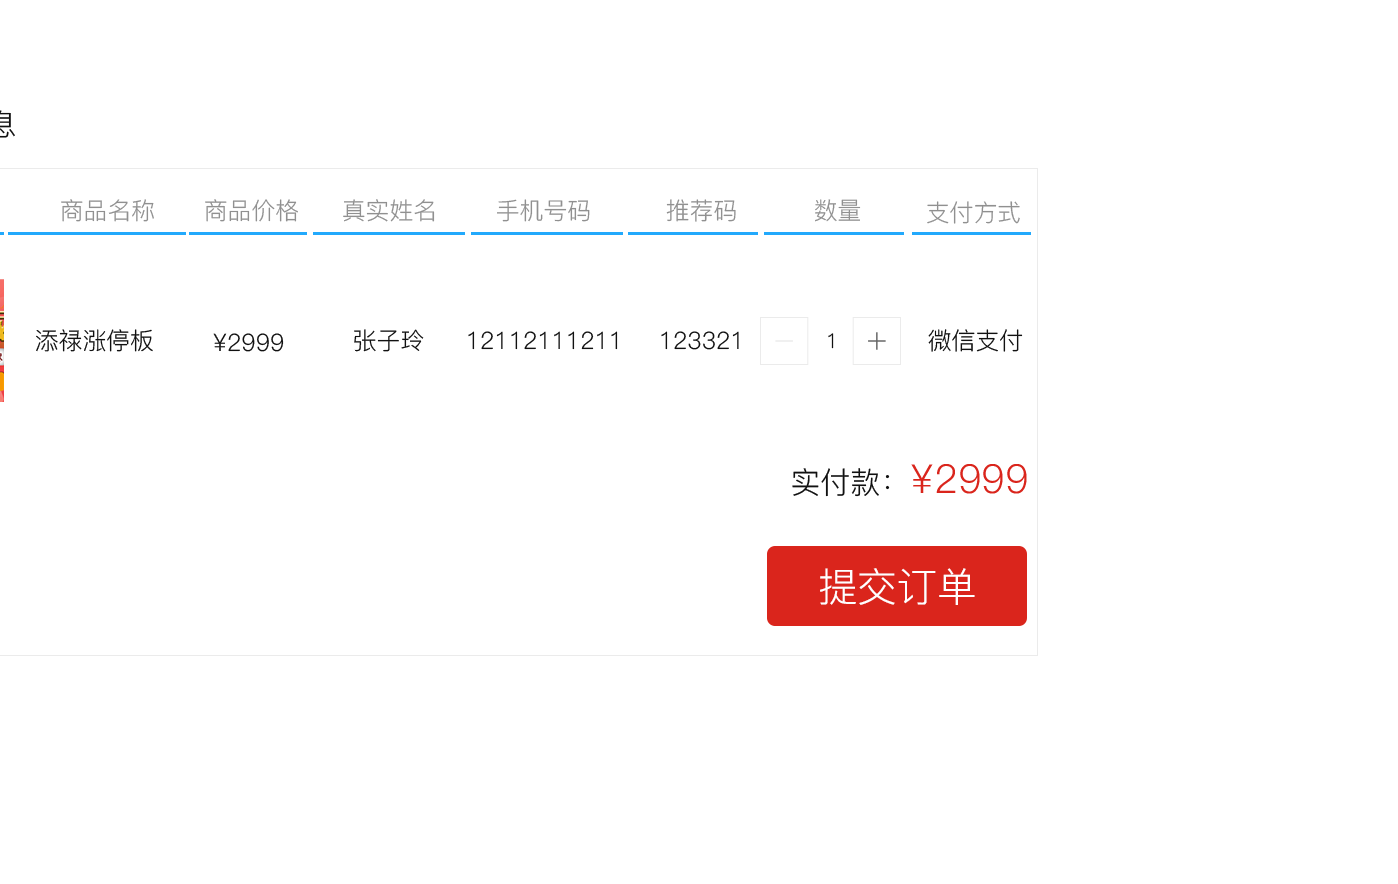 息
商品名称 商品价格 真实姓名 手机号码 推荐码 数量 支付方式
添禄涨停板 ¥2999 张子玲 12112111211 123321 1 微信支付
实付款：¥2999
提交订单